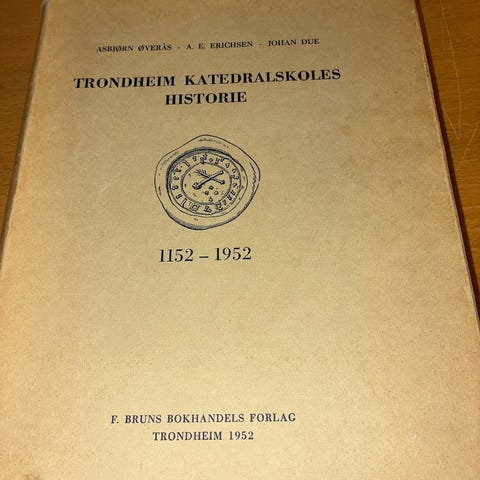 ASBJØRN ØVERÅS · A. E. ERICHSEN · JOHAN DUE
TRONDHEIM KATEDRALSKOLES
HISTORIE
1152 – 1952
F. BRUNS BOKHANDELS FORLAG
TRONDHEIM 1952